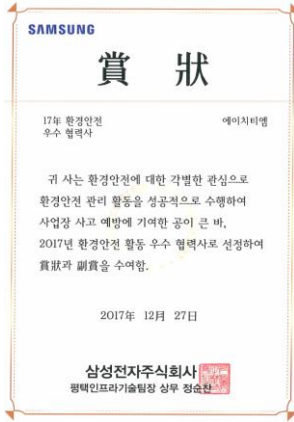 SAMSUNG
賞 狀
17年 환경안전 에이치티엠
우수 협력사
귀 사는 환경안전에 대한 각별한 관심으로
환경안전 관리 활동을 성공적으로 수행하여
사업장 사고 예방에 기여한 공이 큰 바,
2017년 환경안전 활동 우수 협력사로 선정하여
賞狀과 副賞을 수여함.
2017年 12月 27日
삼성전자주식회사
평택인프라기술팀장 상무 정순찬